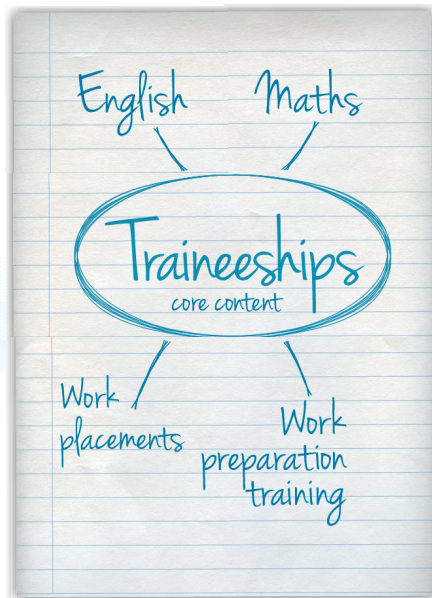 English
Maths
Traineeships
core content
Work
placements
Work
preparation
training